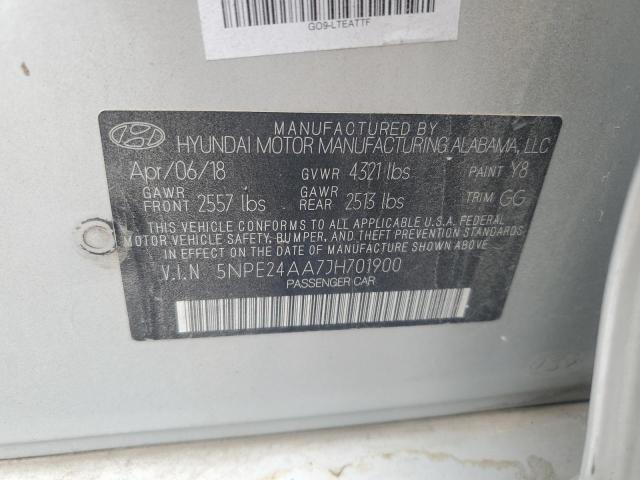 GO9-LTEATTF
MANUFACTURED BY
HYUNDAI MOTOR MANUFACTURING ALABAMA, LLC
Apr/06/18 GVWR 4321 lbs PAINT Y8
GAWR FRONT 2557 lbs GAWR REAR 2513 lbs TRIM GG
THIS VEHICLE CONFORMS TO ALL APPLICABLE U.S.A. FEDERAL
MOTOR VEHICLE SAFETY, BUMPER, AND THEFT PREVENTION STANDARDS
IN EFFECT ON THE DATE OF MANUFACTURE SHOWN ABOVE.
V.I.N 5NPE24AA7JH701900
PASSENGER CAR